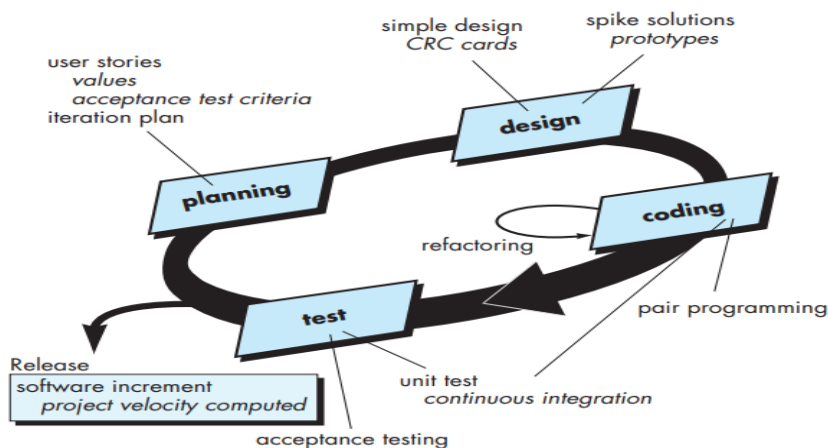 simple design
CRC cards
spike solutions
prototypes
user stories
values
acceptance test criteria
iteration plan
design
planning
coding
refactoring
test
pair programming
Release
software increment
project velocity computed
unit test
continuous integration
acceptance testing